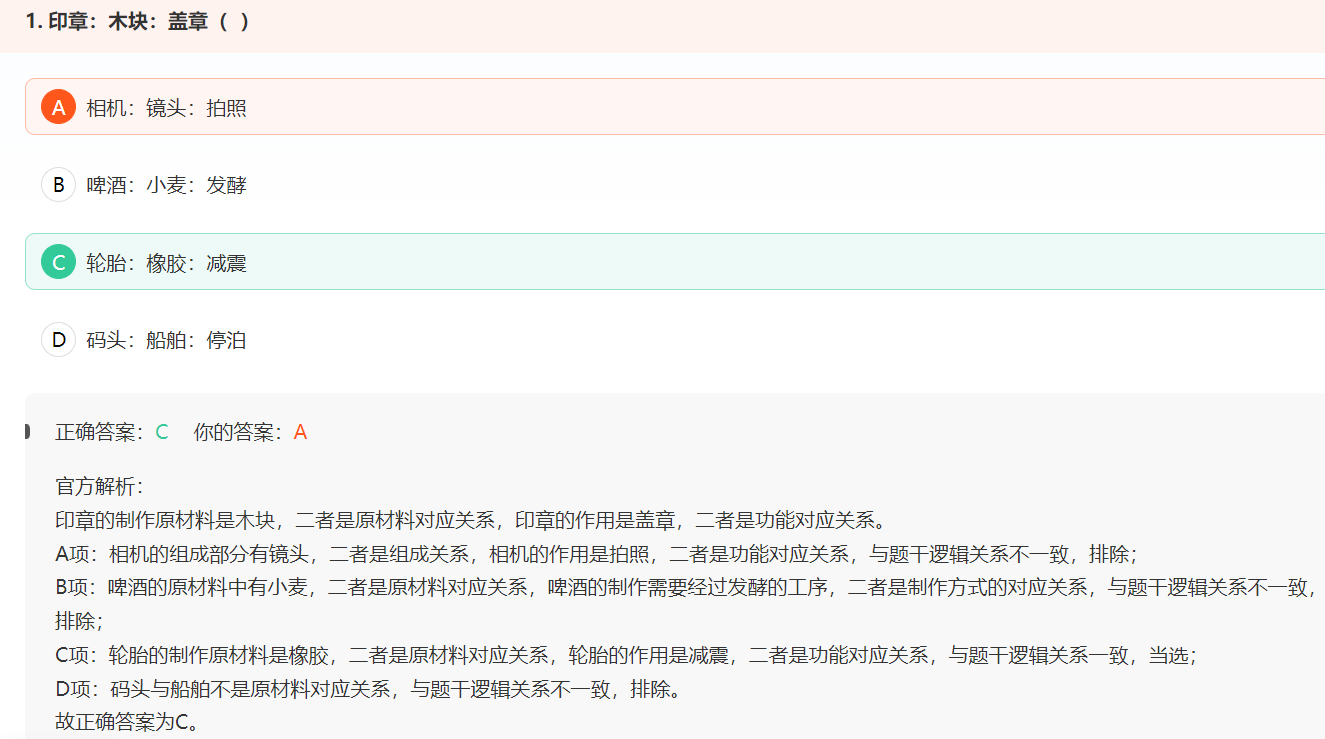 1. 印章：木块：盖章（  ）
A 相机：镜头：拍照
B 啤酒：小麦：发酵
C 轮胎：橡胶：减震
D 码头：船舶：停泊
正确答案：C 你的答案：A
官方解析：
印章的制作原材料是木块，二者是原材料对应关系，印章的作用是盖章，二者是功能对应关系。
A项：相机的组成部分有镜头，二者是组成关系，相机的作用是拍照，二者是功能对应关系，与题干逻辑关系不一致，排除；
B项：啤酒的原材料中有小麦，二者是原材料对应关系，啤酒的制作需要经过发酵的工序，二者是制作方式的对应关系，与题干逻辑关系不一致，
排除；
C项：轮胎的制作原材料是橡胶，二者是原材料对应关系，轮胎的作用是减震，二者是功能对应关系，与题干逻辑关系一致，当选；
D项：码头与船舶不是原材料对应关系，与题干逻辑关系不一致，排除。
故正确答案为C。